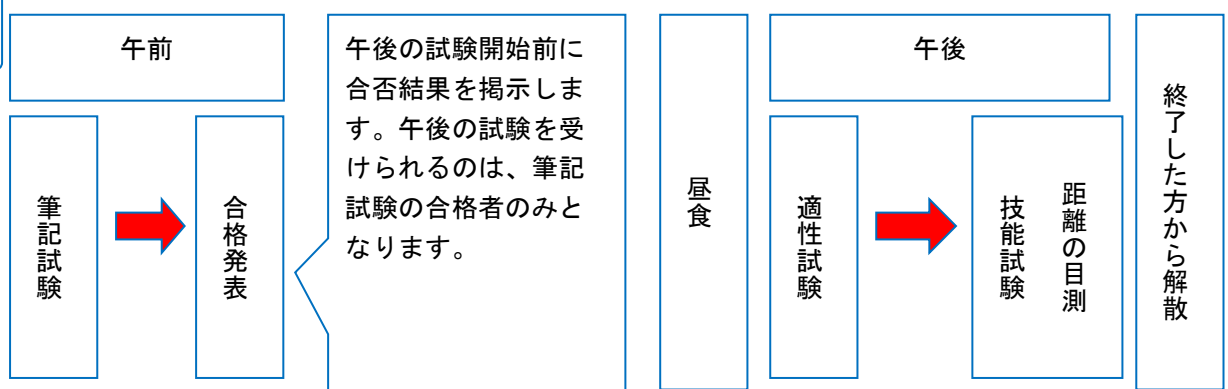 午前
筆記試験
合格発表
午後の試験開始前に
合否結果を掲示しま
す。午後の試験を受
けられるのは、筆記
試験の合格者のみと
なります。
昼食
午後
適性試験
距離の目測
技能試験
終了した方から解散